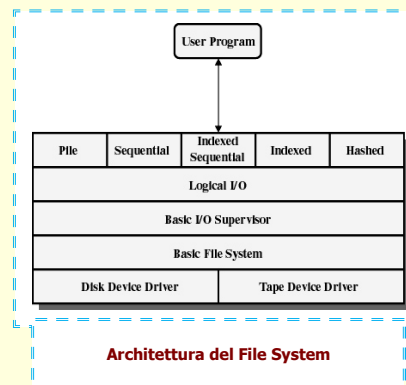 User Program
Pile Sequential Indexed Sequential Indexed Hashed
Logical I/O
Basic I/O Supervisor
Basic File System
Disk Device Driver Tape Device Driver
Architettura del File System